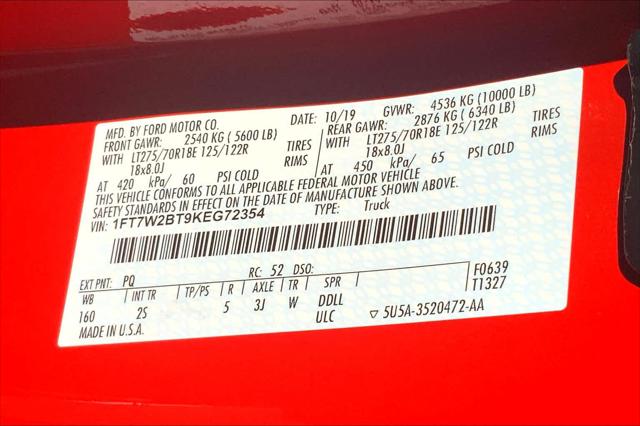 MFD. BY FORD MOTOR CO. DATE: 10/19 GVWR: 4536 KG (10000 LB)
FRONT GAWR: 2540 KG (5600 LB) REAR GAWR: 2876 KG (6340 LB)
WITH LT275/70R18E 125/122R TIRES WITH LT275/70R18E 125/122R TIRES
18x8.0J RIMS 18x8.0J RIMS
AT 420 kPa/ 60 PSI COLD AT 450 kPa/ 65 PSI COLD
THIS VEHICLE CONFORMS TO ALL APPLICABLE FEDERAL MOTOR VEHICLE
SAFETY STANDARDS IN EFFECT ON THE DATE OF MANUFACTURE SHOWN ABOVE.
VIN: 1FT7W2BT9KEG72354 TYPE: Truck
EXT PNT: PQ RC: 52 DSO: F0639
WB INT TR TP/PS R AXLE TR SPR T1327
160 2S 5 3J W DDLL
MADE IN U.S.A. ULC ▽ 5U5A-3520472-AA